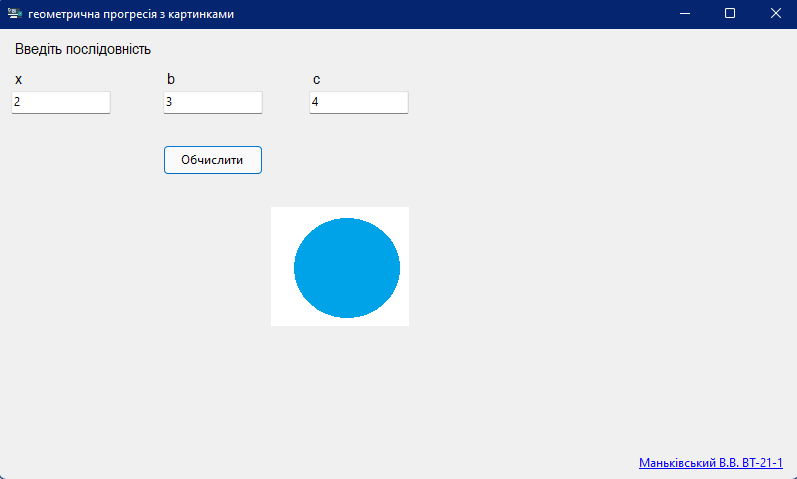 геометрична прогресія з картинками
Введіть послідовність
x b c
2 3 4
Обчислити
Маньківський В.В. ВТ-21-1